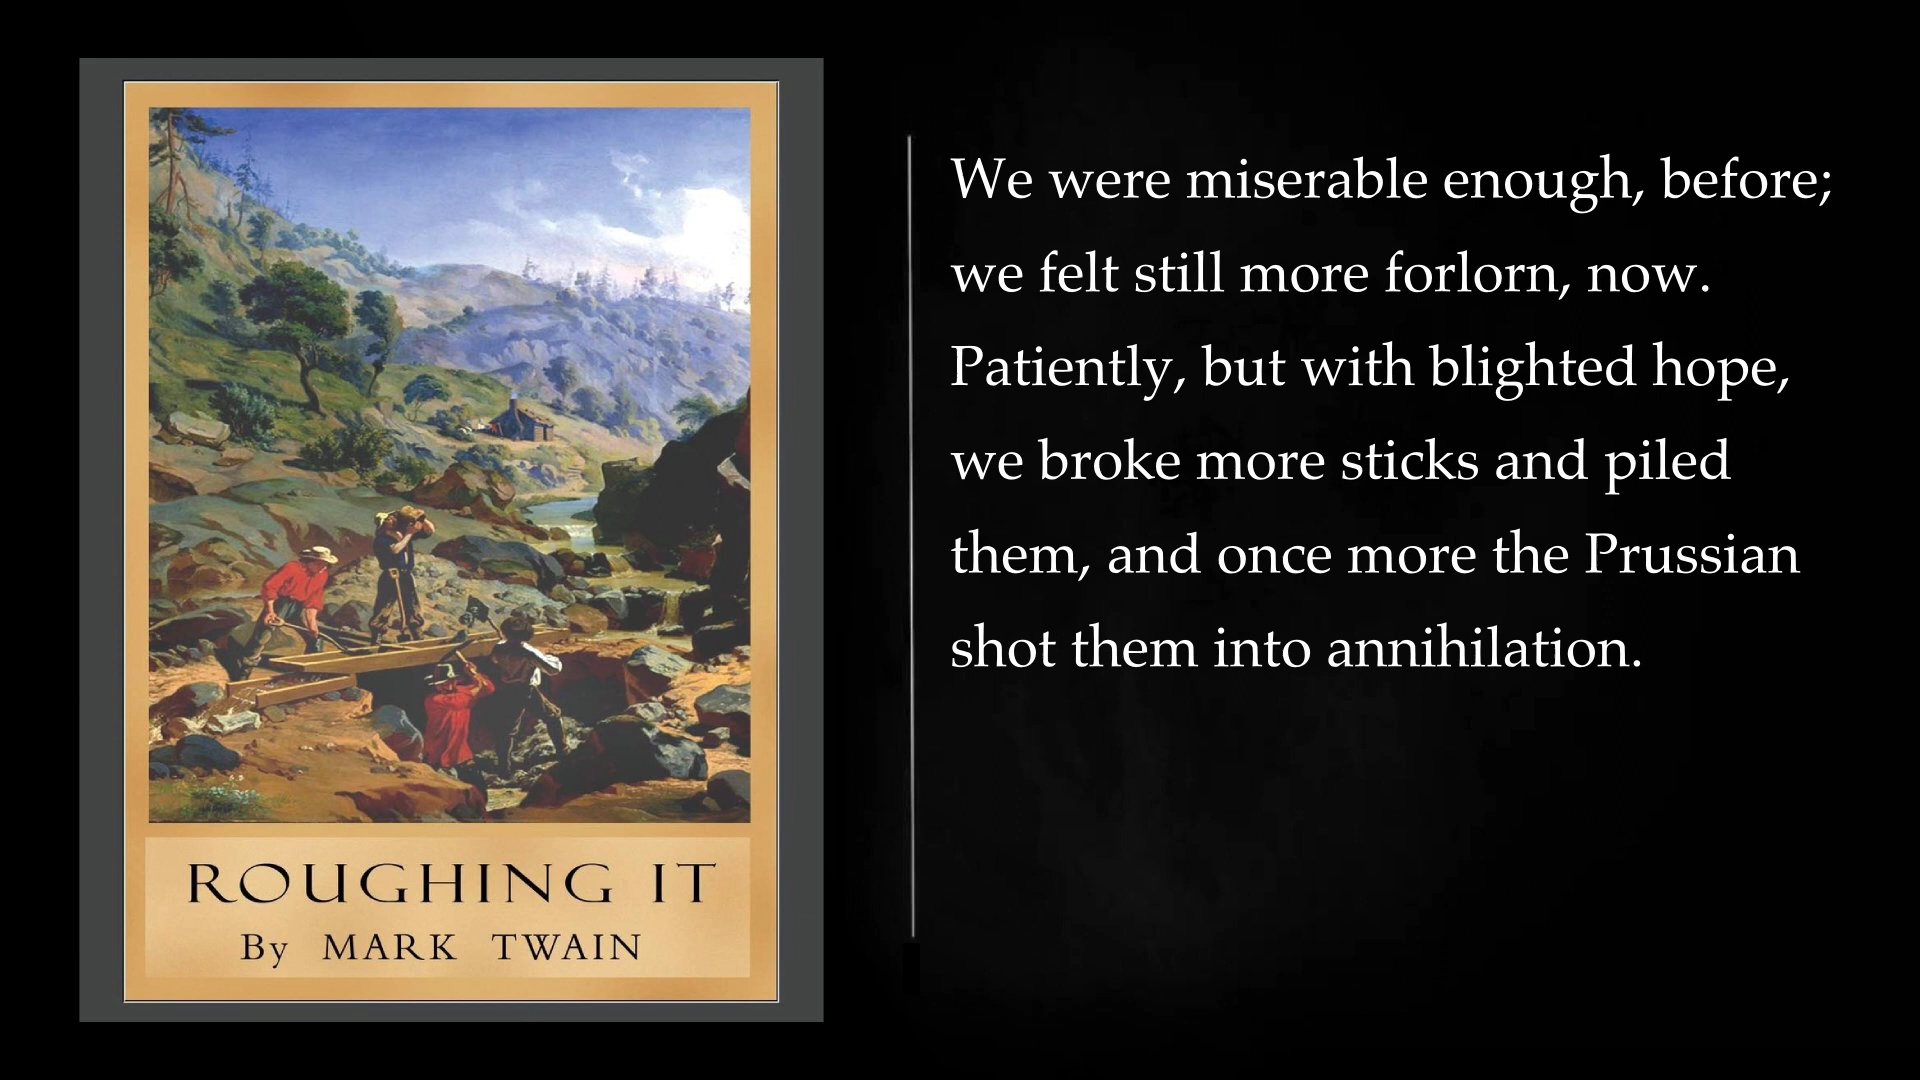 ROUGHING IT
By MARK TWAIN
We were miserable enough, before;
we felt still more forlorn, now.
Patiently, but with blighted hope,
we broke more sticks and piled
them, and once more the Prussian
shot them into annihilation.